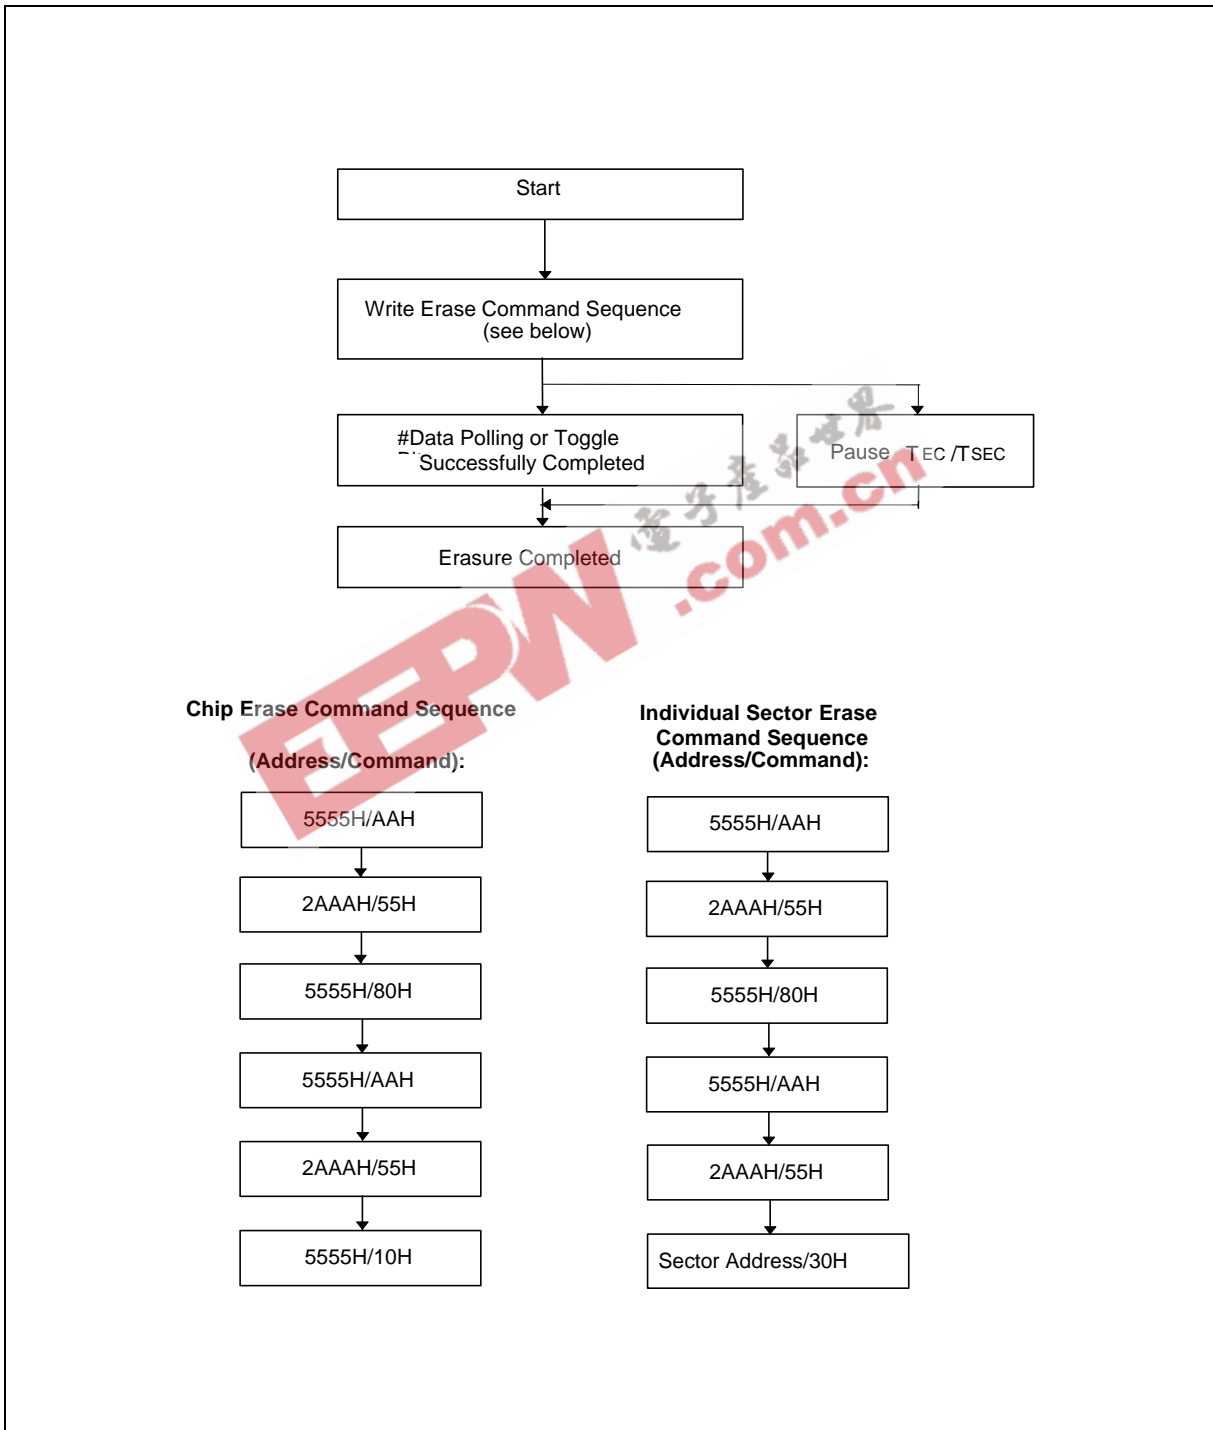 Start
Write Erase Command Sequence
(see below)
#Data Polling or Toggle
Successfully Completed
Pause TEC/TSEC
Erasure Completed
EEPW 電子產品世界
.com.cn
Chip Erase Command Sequence
(Address/Command):
5555H/AAH
2AAAH/55H
5555H/80H
5555H/AAH
2AAAH/55H
5555H/10H
Individual Sector Erase
Command Sequence
(Address/Command):
5555H/AAH
2AAAH/55H
5555H/80H
5555H/AAH
2AAAH/55H
Sector Address/30H